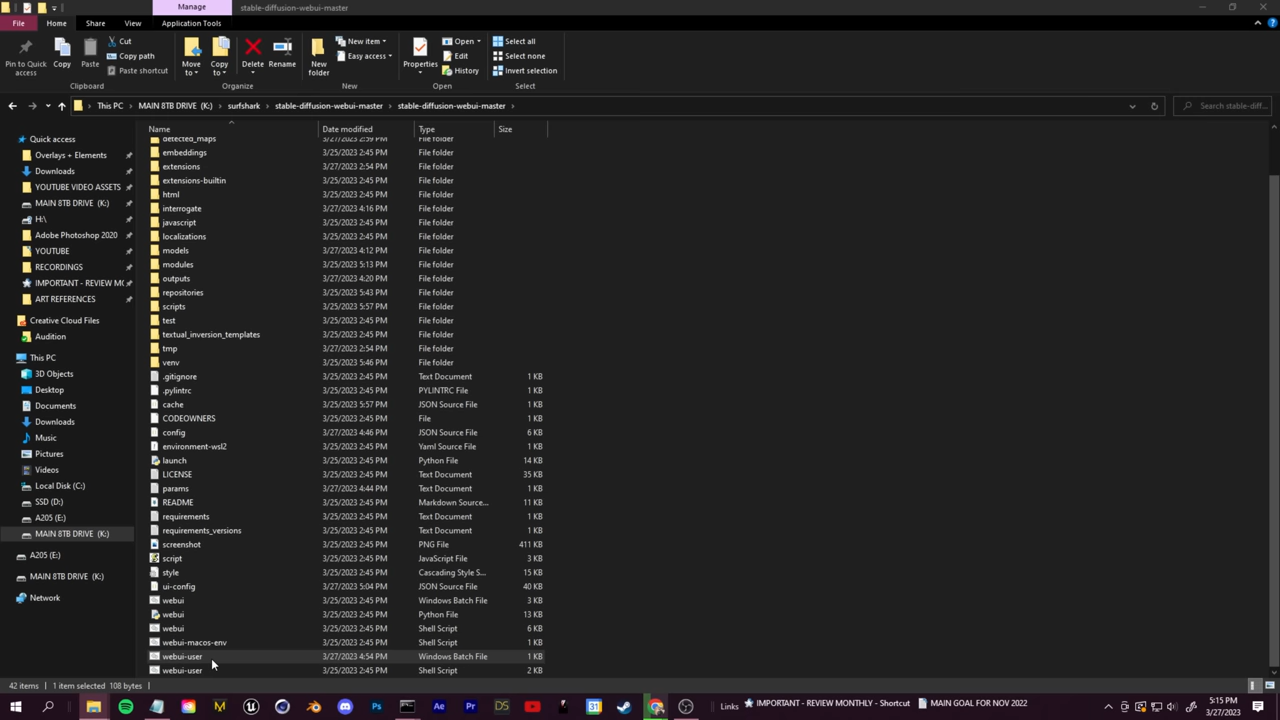 Manage
stable-diffusion-webui-master
File
Home
Share
View
Application Tools
Pin to Quick access
Copy
Paste
Cut
Copy path
Paste shortcut
Clipboard
Move to
Copy to
Delete
Rename
Organize
New folder
New item
Easy access
New
Properties
Open
Edit
History
Open
Select all
Select none
Invert selection
Select
This PC
MAIN 8TB DRIVE (K:)
surfshark
stable-diffusion-webui-master
stable-diffusion-webui-master
Search stable-diff...
Quick access
Overlays + Elements
Downloads
YOUTUBE VIDEO ASSETS
MAIN 8TB DRIVE (K:)
H:\
Adobe Photoshop 2020
YOUTUBE
RECORDINGS
IMPORTANT - REVIEW MO
ART REFERENCES
Creative Cloud Files
Audition
This PC
3D Objects
Desktop
Documents
Downloads
Music
Pictures
Videos
Local Disk (C:)
SSD (D:)
A205 (E:)
MAIN 8TB DRIVE (K:)
A205 (E:)
MAIN 8TB DRIVE (K:)
Network
Name Date modified Type Size
detected_maps 3/27/2023 2:59 PM File folder
embeddings 3/25/2023 2:45 PM File folder
extensions 3/27/2023 2:54 PM File folder
extensions-builtin 3/25/2023 2:45 PM File folder
html 3/25/2023 2:45 PM File folder
interrogate 3/27/2023 4:16 PM File folder
javascript 3/25/2023 2:45 PM File folder
localizations 3/25/2023 2:45 PM File folder
models 3/27/2023 4:12 PM File folder
modules 3/25/2023 5:13 PM File folder
outputs 3/27/2023 4:20 PM File folder
repositories 3/25/2023 5:43 PM File folder
scripts 3/25/2023 5:57 PM File folder
test 3/25/2023 2:45 PM File folder
textual_inversion_templates 3/25/2023 2:45 PM File folder
tmp 3/27/2023 2:54 PM File folder
venv 3/25/2023 5:46 PM File folder
.gitignore 3/25/2023 2:45 PM Text Document 1 KB
.pylintrc 3/25/2023 2:45 PM PYLINTRC File 1 KB
cache 3/25/2023 5:57 PM JSON Source File 1 KB
CODEOWNERS 3/25/2023 2:45 PM File 1 KB
config 3/27/2023 4:46 PM JSON Source File 6 KB
environment-wsl2 3/25/2023 2:45 PM Yaml Source File 1 KB
launch 3/25/2023 2:45 PM Python File 14 KB
LICENSE 3/25/2023 2:45 PM Text Document 35 KB
params 3/27/2023 4:44 PM Text Document 1 KB
README 3/25/2023 2:45 PM Markdown Source... 11 KB
requirements 3/25/2023 2:45 PM Text Document 1 KB
requirements_versions 3/25/2023 2:45 PM Text Document 1 KB
screenshot 3/25/2023 2:45 PM PNG File 411 KB
script 3/25/2023 2:45 PM JavaScript File 3 KB
style 3/25/2023 2:45 PM Cascading Style S... 15 KB
ui-config 3/27/2023 5:04 PM JSON Source File 40 KB
webui 3/25/2023 2:45 PM Windows Batch File 3 KB
webui 3/25/2023 2:45 PM Python File 13 KB
webui 3/25/2023 2:45 PM Shell Script 6 KB
webui-macos-env 3/25/2023 2:45 PM Shell Script 1 KB
webui-user 3/27/2023 4:54 PM Windows Batch File 1 KB
webui-user 3/25/2023 2:45 PM Shell Script 2 KB
42 items 1 item selected 108 bytes
Ae
Pr
DS
Ps
31
Links
IMPORTANT - REVIEW MONTHLY - Shortcut
MAIN GOAL FOR NOV 2022
5:15 PM
3/27/2023